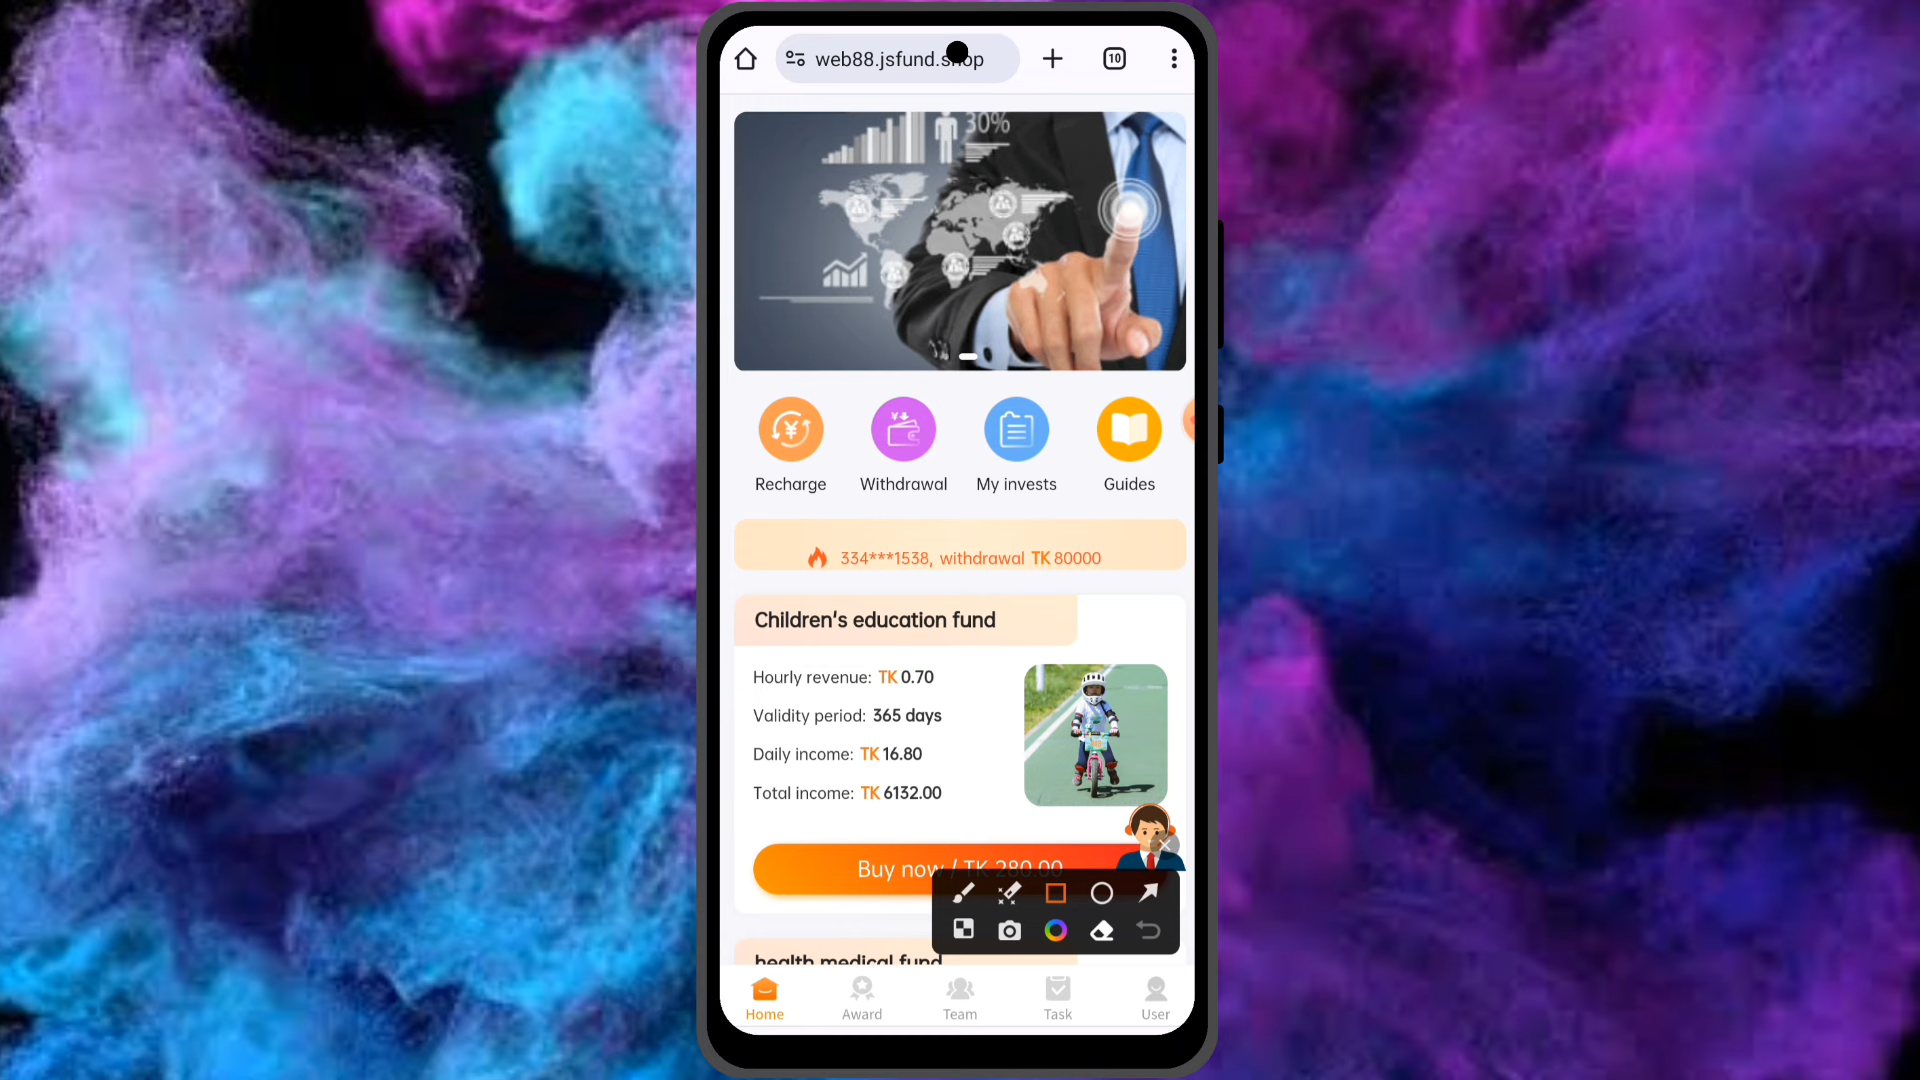 web88.jsfund.shop
10
30%
Recharge
Withdrawal
My invests
Guides
334***1538, withdrawal TK 80000
Children's education fund
Hourly revenue: TK 0.70
Validity period: 365 days
Daily income: TK 16.80
Total income: TK 6132.00
Buy now / TK 280.00
health medical fund
Home
Award
Team
Task
User